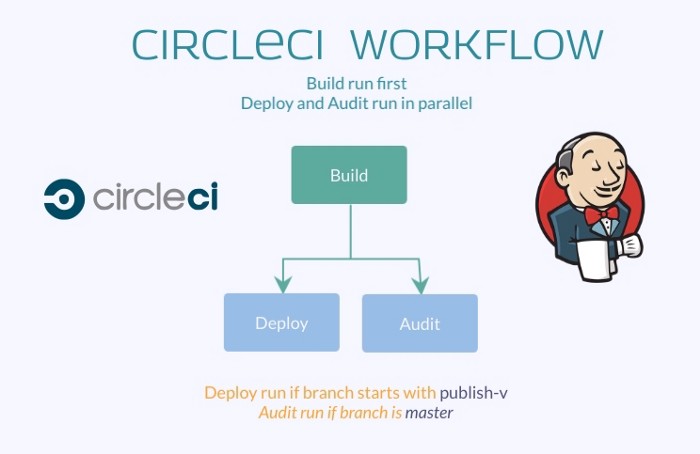 CIRCLECI WORKFLOW
Build run first
Deploy and Audit run in parallel
Build
circleci
Deploy
Audit
Deploy run if branch starts with publish-v
Audit run if branch is master